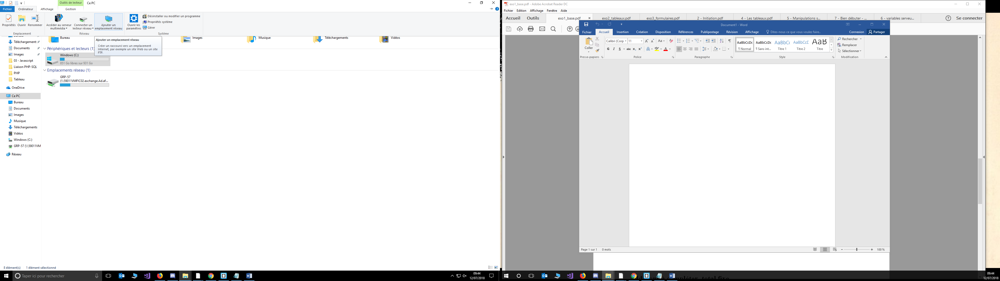 Outils de lecteur
Ce PC
Fichier
Ordinateur
Affichage
Gestion
Propriétés
Ouvrir
Renommer
Accéder au serveur
multimédia
Connecter un
lecteur réseau
Ajouter un
emplacement réseau
Ouvrir les
paramètres
Désinstaller ou modifier un programme
Propriétés système
Gérer
Emplacement
Réseau
Système
Ajouter un emplacement réseau
Créer un raccourci vers un emplacement
Internet, par exemple un site Web ou un site
FTP.
Bureau
Téléchargement:
Documents
Images
03 - Javascript
Liaison PHP-SQL
PHP
Tableau
OneDrive
Ce PC
Bureau
Documents
Images
Musique
Téléchargements
Vidéos
Windows (C:)
GRP-57 (\\59011VM
Réseau
Bureau
Images
Musique
Téléchargements
Vidéos
Périphériques et lecteurs (1)
Windows (C:)
851 Go libres sur 931 Go
Emplacements réseau (1)
GRP-57
(\\59011VMFIC02.exchange.Ad.af...
8 élément(s) 1 élément sélectionné
Taper ici pour rechercher
09:44
12/07/2018
exo1_base.pdf - Adobe Acrobat Reader DC
Fichier Edition Affichage Fenêtre Aide
Accueil Outils
exo1_base.pdf
exo2_tableaux.pdf
exo3_formulaires.pdf
2 - Initiation.pdf
4 - Les tableaux.pdf
5 - Manipulations s...
7 - Bien débuter - ...
6 - variables serveu...
Se connecter
Document1 - Word
Fichier
Accueil
Insertion
Création
Disposition
Références
Publipostage
Révision
Affichage
Dites-nous ce que vous voulez faire..
Connexion
Partager
Coller
Calibri (Corp
11
G I S abc x₂ x²
AaBbCcDc
AaBbCcDc
AaBbCc
AaBbCcD
AaB
¶ Normal
¶ Sans int...
Titre 1
Titre 2
Titre
Rechercher
Remplacer
Sélectionner
Presse-papiers
Police
Paragraphe
Style
Modification
Page 1 sur 1 0 mots
100 %
09:44
12/07/2018